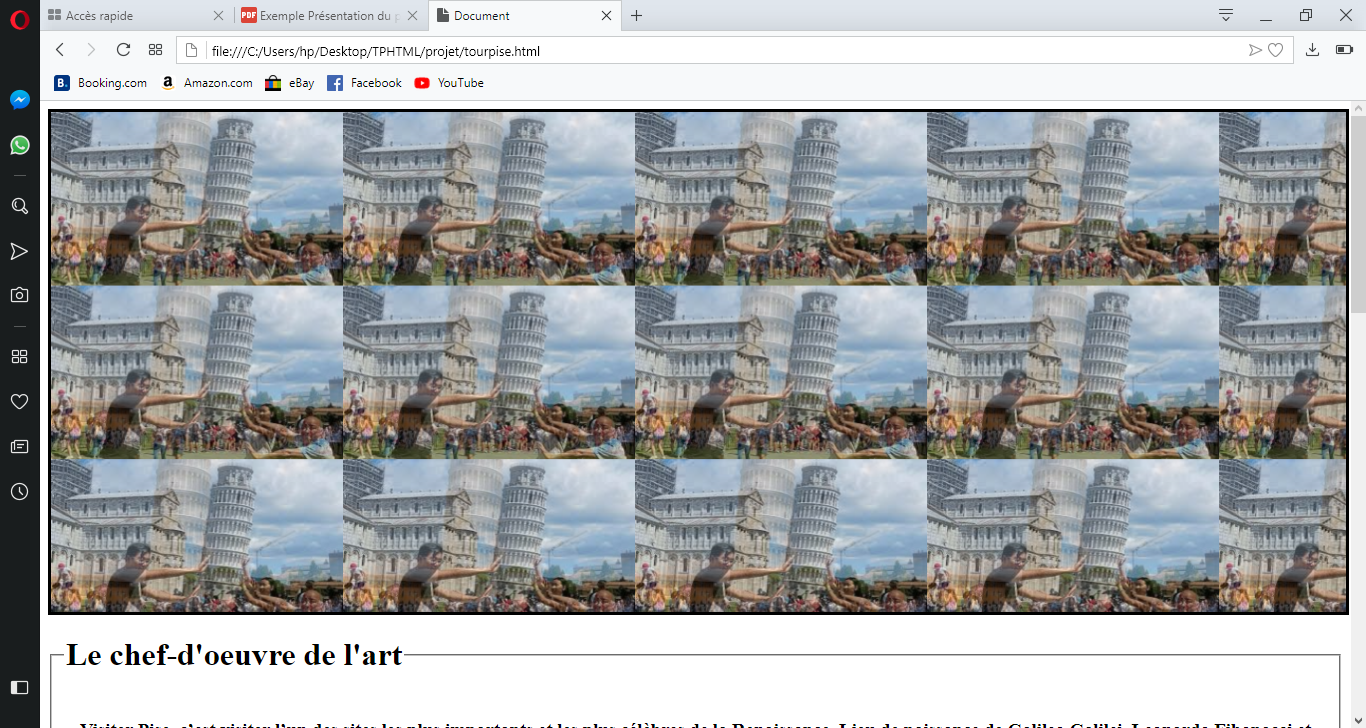 Accès rapide
PDF Exemple Présentation du p
Document
file:///C:/Users/hp/Desktop/TPHTML/projet/tourpise.html
B. Booking.com
a Amazon.com
eBay
Facebook
YouTube
Le chef-d'oeuvre de l'art
Visiter Pise, c'est visiter l'un des sites les plus importants et les plus célèbres de la Renaissance. Lieu de naissance de Galileo Galilei, Leonardo Fibonacci et